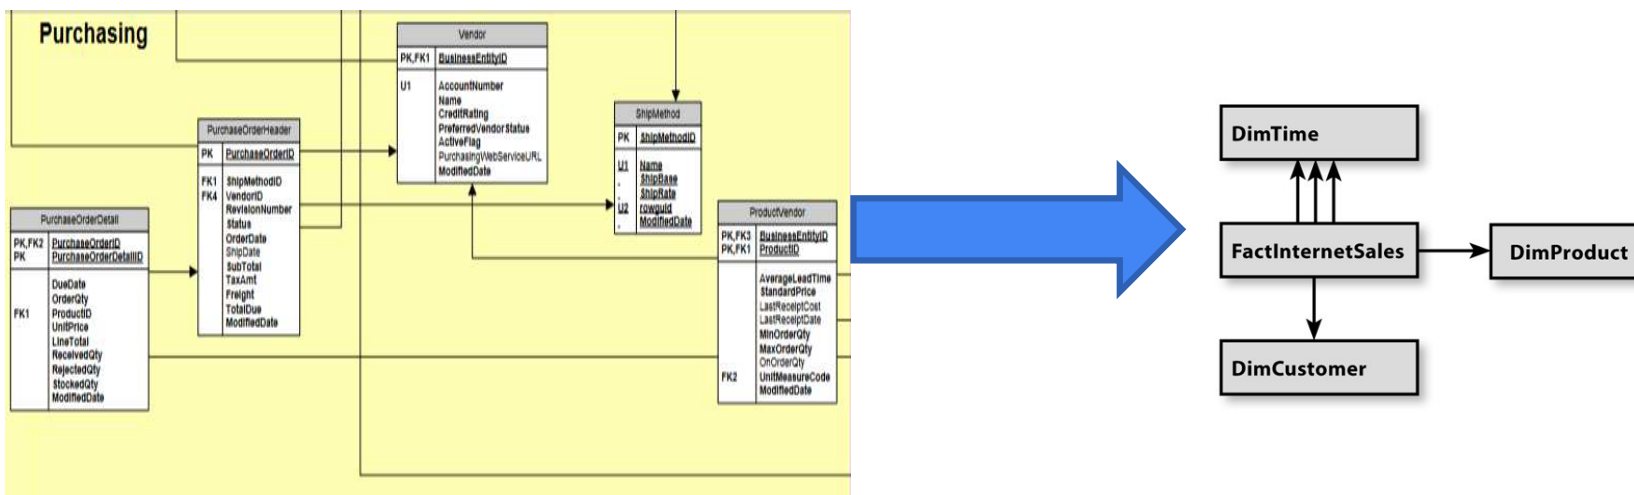 Purchasing
Vendor
PK,FK1 BusinessEntityID
U1 AccountNumber
Name
CreditRating
PreferredVendorStatus
ActiveFlag
PurchasingWebServiceURL
ModifiedDate
PurchaseOrderHeader
PK PurchaseOrderID
FK1 ShipMethodID
FK4 VendorID
RevisionNumber
Status
OrderDate
ShipDate
SubTotal
TaxAmt
Freight
TotalDue
ModifiedDate
ShipMethod
PK ShipMethodID
U1 Name
ShipBase
ShipRate
U2 rowguid
ModifiedDate
PurchaseOrderDetail
PK,FK2 PurchaseOrderID
PK PurchaseOrderDetailID
DueDate
OrderQty
FK1 ProductID
UnitPrice
LineTotal
ReceivedQty
RejectedQty
StockedQty
ModifiedDate
ProductVendor
PK,FK3 BusinessEntityID
PK,FK1 ProductID
AverageLeadTime
StandardPrice
LastReceiptCost
LastReceiptDate
MinOrderQty
MaxOrderQty
OnOrderQty
FK2 UnitMeasureCode
ModifiedDate
DimTime
FactInternetSales
DimProduct
DimCustomer